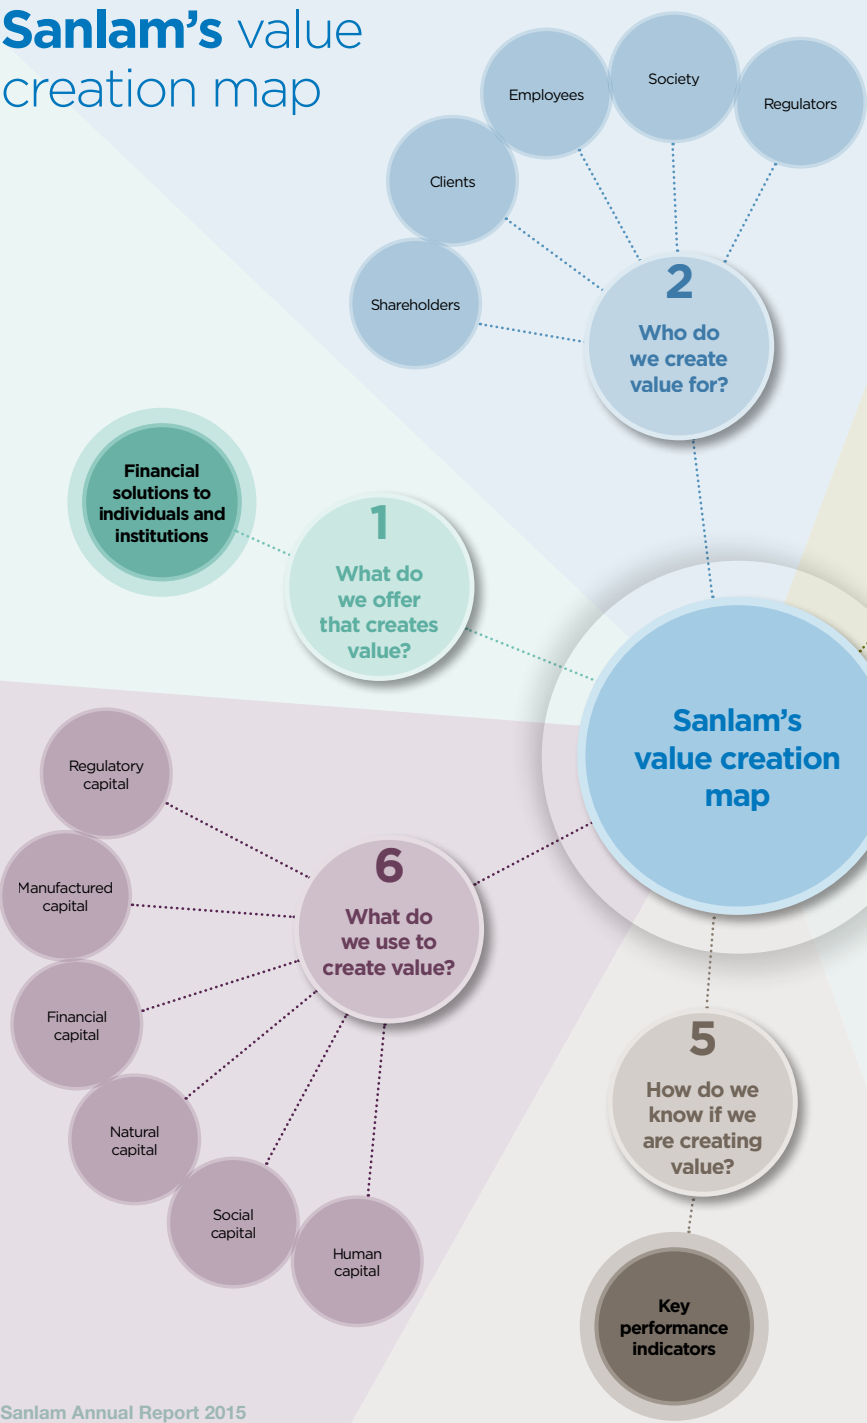 Sanlam's value
creation map
Employees
Society
Regulators
Clients
Shareholders
2
Who do
we create
value for?
Financial
solutions to
individuals and
institutions
1
What do
we offer
that creates
value?
Sanlam's
value creation
map
Regulatory
capital
Manufactured
capital
Financial
capital
Natural
capital
Social
capital
Human
capital
6
What do
we use to
create value?
5
How do we
know if we
are creating
value?
Key
performance
indicators
Sanlam Annual Report 2015